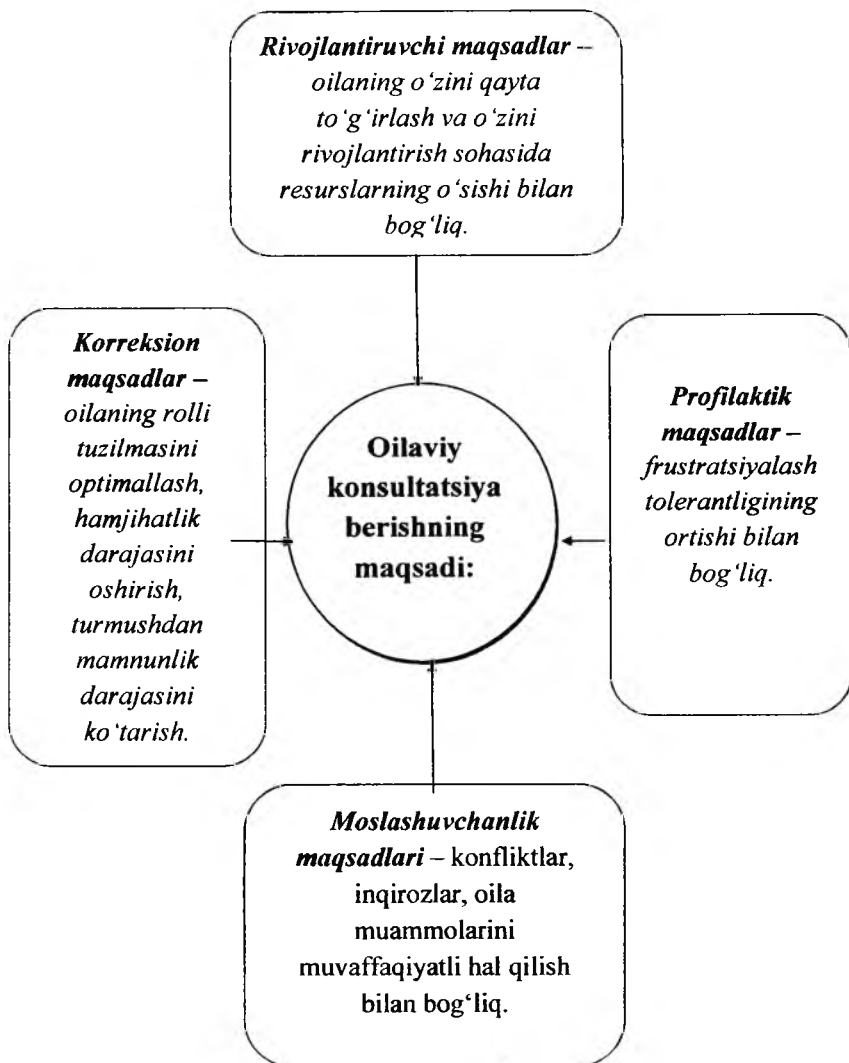 Rivojlantiruvchi maqsadlar –
oilaning o‘zini qayta
to‘g‘irlash va o‘zini
rivojlantirish sohasida
resurslarning o‘sishi bilan
bog‘liq.
Korreksion
maqsadlar –
oilaning rolli
tuzilmasini
optimallash,
hamjihatlik
darajasini
oshirish,
turmushdan
mamnunlik
darajasini
ko‘tarish.
Oilaviy
konsultatsiya
berishning
maqsadi:
Profilaktik
maqsadlar –
frustratsiyalash
tolerantligining
ortishi bilan
bog‘liq.
Moslashuvchanlik
maqsadlari – konfliktlar,
inqirozlar, oila
muammolarini
muvaffaqiyatli hal qilish
bilan bog‘liq.